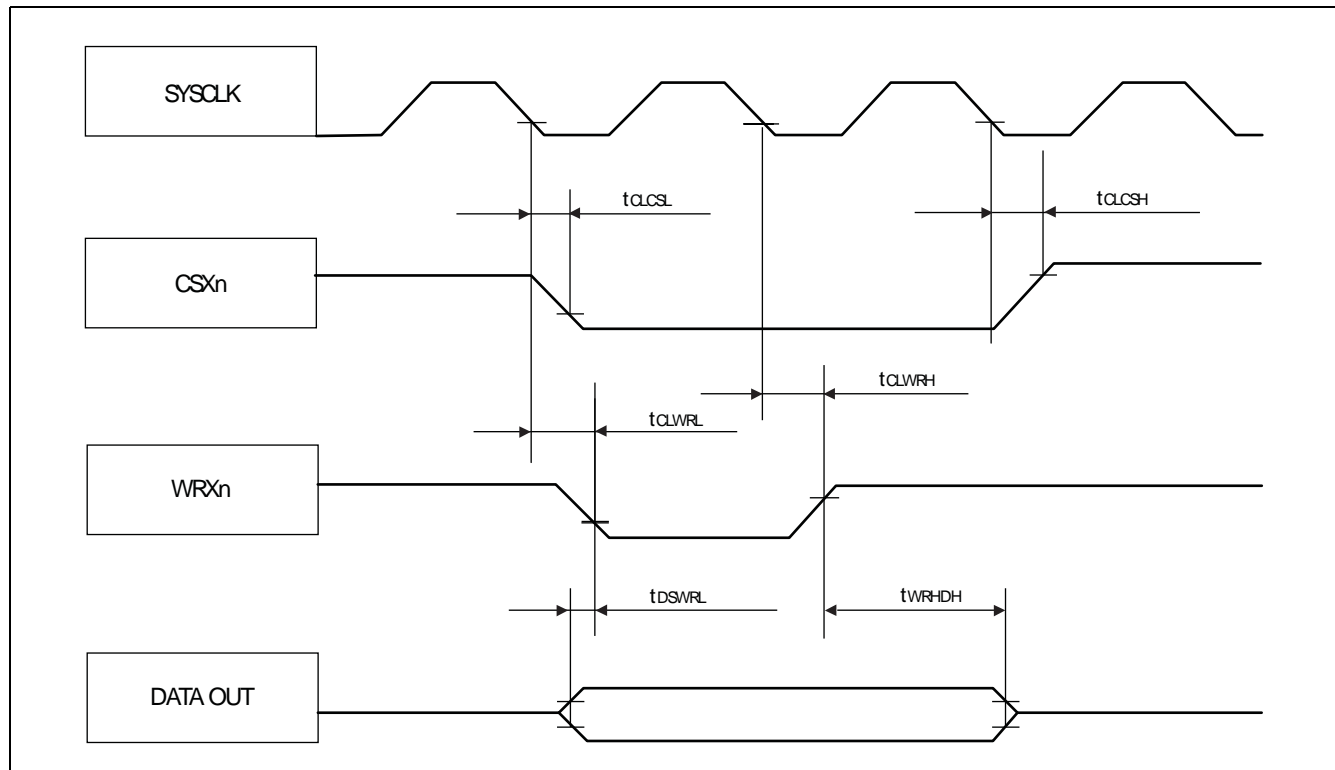 SYSCLK
tCLCSL
tCLCSH
CSXn
tCLWRH
tCLWRL
WRXn
tDSWRL
tWRHDH
DATA OUT